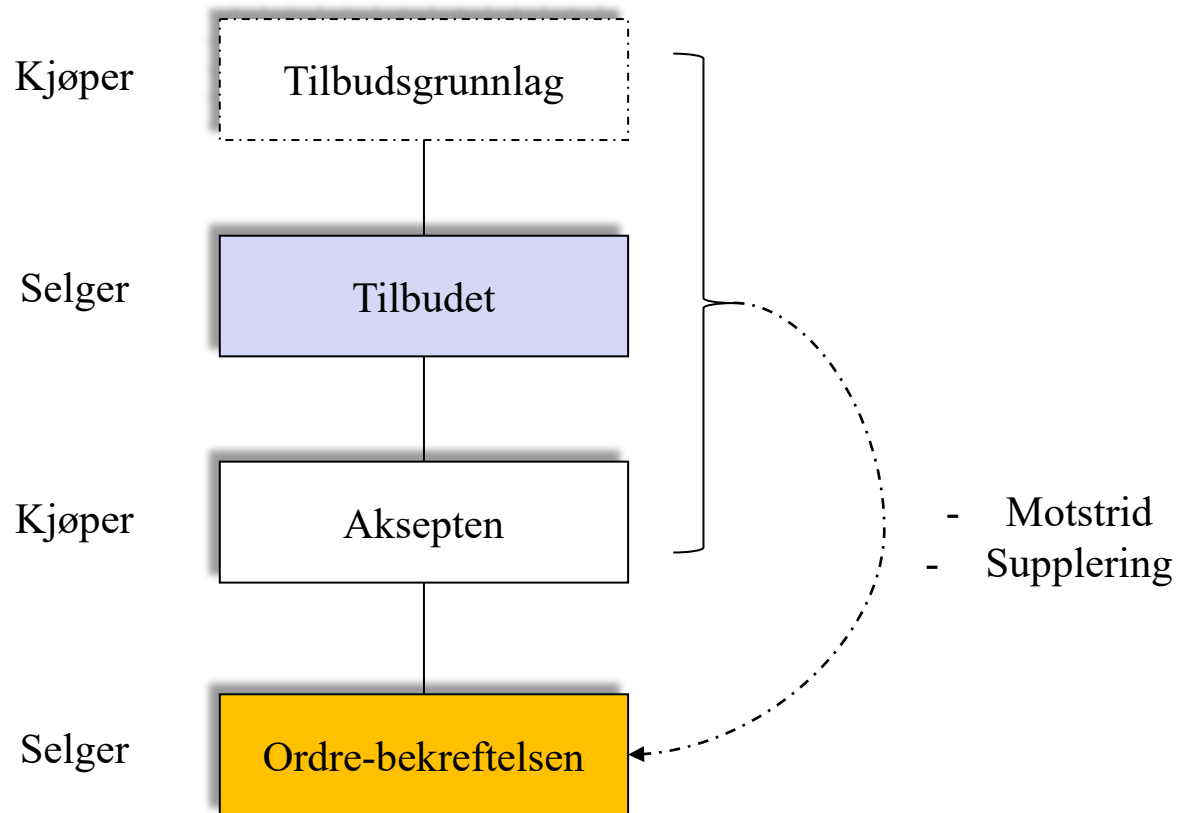 Kjøper
Tilbudsgrunnlag
Selger
Tilbudet
Kjøper
Aksepten
- Motstrid
- Supplering
Selger
Ordre-bekreftelsen